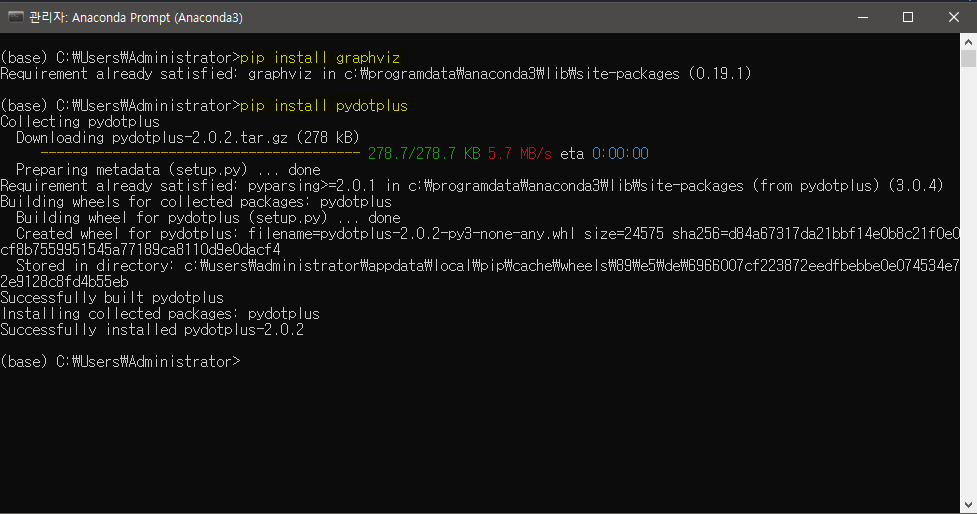 관리자: Anaconda Prompt (Anaconda3)
(base) C:₩Users₩Administrator>pip install graphviz
Requirement already satisfied: graphviz in c:₩programdata₩anaconda3₩lib₩site-packages (0.19.1)
(base) C:₩Users₩Administrator>pip install pydotplus
Collecting pydotplus
Downloading pydotplus-2.0.2.tar.gz (278 kB)
---------------------------------------- 278.7/278.7 KB 5.7 MB/s eta 0:00:00
Preparing metadata (setup.py) ... done
Requirement already satisfied: pyparsing>=2.0.1 in c:₩programdata₩anaconda3₩lib₩site-packages (from pydotplus) (3.0.4)
Building wheels for collected packages: pydotplus
Building wheel for pydotplus (setup.py) ... done
Created wheel for pydotplus: filename=pydotplus-2.0.2-py3-none-any.whl size=24575 sha256=d84a67317da21bbf14e0b8c21f0e0
cf8b7559951545a77189ca8110d9e0dacf4
Stored in directory: c:₩users₩administrator₩appdata₩local₩pip₩cache₩wheels₩89₩e5₩de₩6966007cf223872eedfbebbe0e074534e7
2e9128c8fd4b55eb
Successfully built pydotplus
Installing collected packages: pydotplus
Successfully installed pydotplus-2.0.2
(base) C:₩Users₩Administrator>